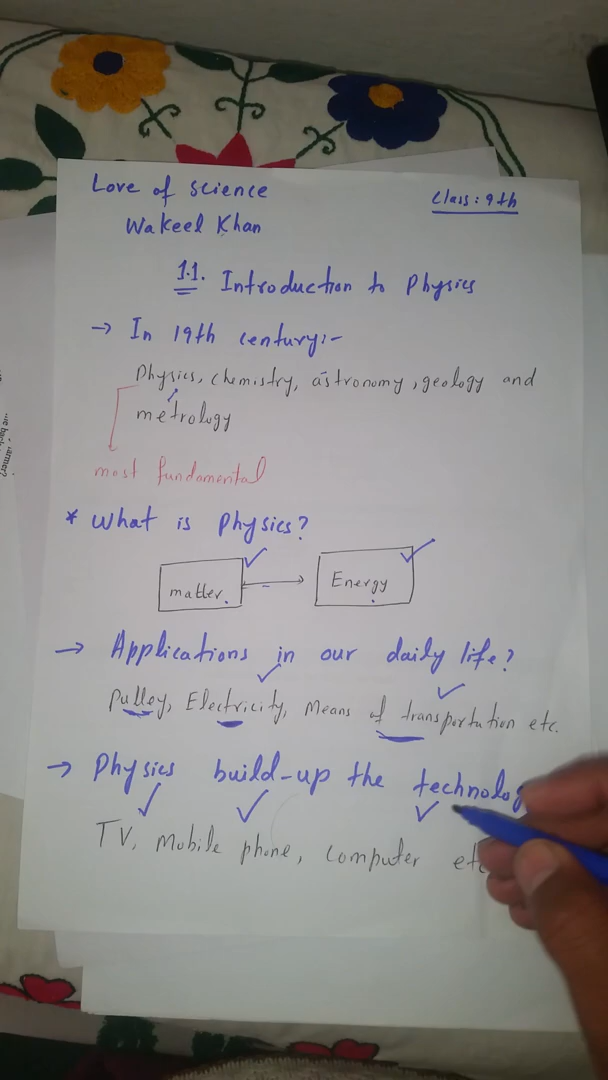 Love of science
Class: 9th
Wakeel Khan
1.1. Introduction to Physics
→ In 19th century:-
Physics, chemistry, astronomy, geology and
metrology
most fundamental
* What is Physics?
matter. Energy
→ Applications in our daily life?
Pulley, Electricity, Means of transportation etc.
→ Physics build-up the
TV, Mobile phone, computer